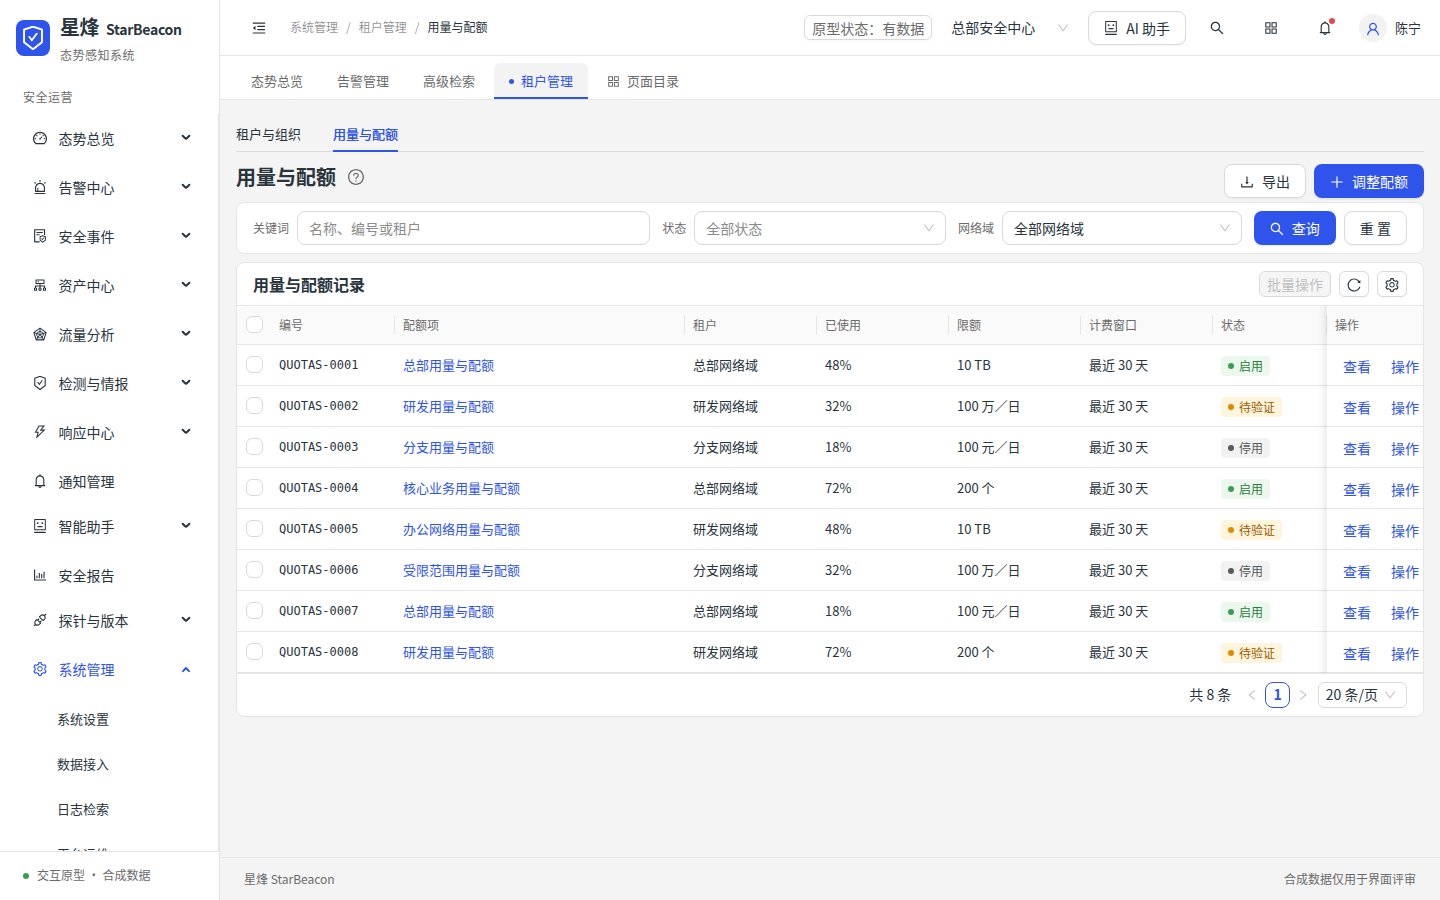 星烽 StarBeacon
态势感知系统
安全运营
态势总览
告警中心
安全事件
资产中心
流量分析
检测与情报
响应中心
通知管理
智能助手
安全报告
探针与版本
系统管理
系统设置
数据接入
日志检索
交互原型 · 合成数据
系统管理 / 租户管理 / 用量与配额
原型状态：有数据
总部安全中心
AI 助手
陈宁
态势总览 告警管理 高级检索 租户管理 页面目录
租户与组织 用量与配额
用量与配额
导出
调整配额
关键词 名称、编号或租户 状态 全部状态 网络域 全部网络域 查询 重 置
用量与配额记录
批量操作
编号 配额项 租户 已使用 限额 计费窗口 状态 操作
QUOTAS-0001 总部用量与配额 总部网络域 48% 10 TB 最近 30 天 启用 查看 操作
QUOTAS-0002 研发用量与配额 研发网络域 32% 100 万／日 最近 30 天 待验证 查看 操作
QUOTAS-0003 分支用量与配额 分支网络域 18% 100 元／日 最近 30 天 停用 查看 操作
QUOTAS-0004 核心业务用量与配额 总部网络域 72% 200 个 最近 30 天 启用 查看 操作
QUOTAS-0005 办公网络用量与配额 研发网络域 48% 10 TB 最近 30 天 待验证 查看 操作
QUOTAS-0006 受限范围用量与配额 分支网络域 32% 100 万／日 最近 30 天 停用 查看 操作
QUOTAS-0007 总部用量与配额 总部网络域 18% 100 元／日 最近 30 天 启用 查看 操作
QUOTAS-0008 研发用量与配额 研发网络域 72% 200 个 最近 30 天 待验证 查看 操作
共 8 条 1 20 条/页
星烽 StarBeacon
合成数据仅用于界面评审